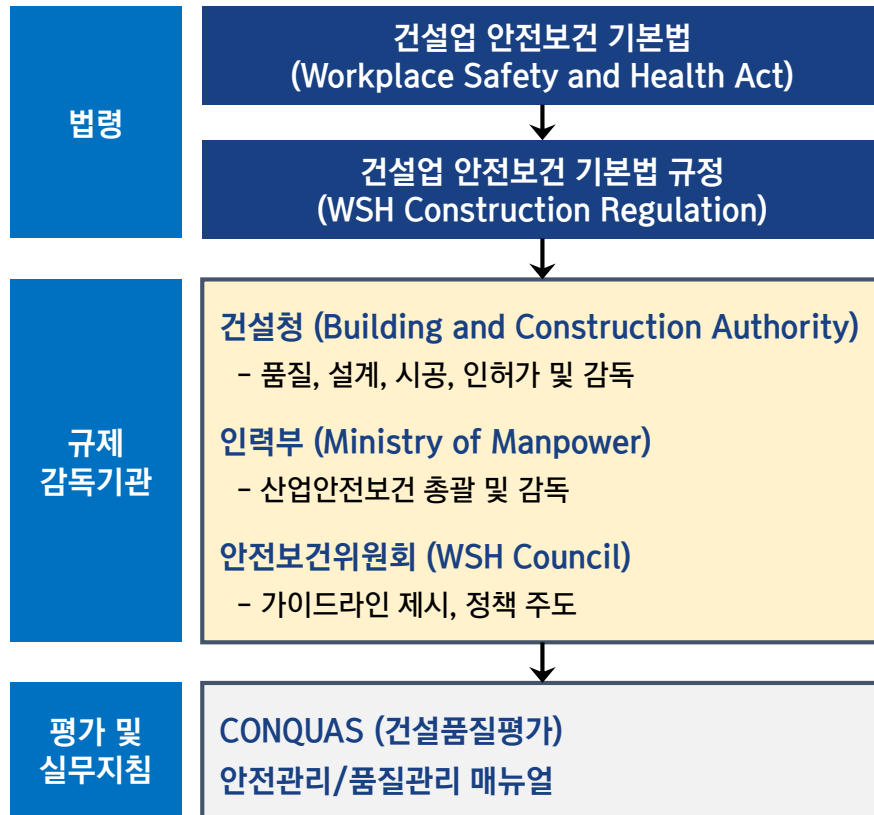 법령
건설업 안전보건 기본법
(Workplace Safety and Health Act)
건설업 안전보건 기본법 규정
(WSH Construction Regulation)
규제
감독기관
건설청 (Building and Construction Authority)
- 품질, 설계, 시공, 인허가 및 감독
인력부 (Ministry of Manpower)
- 산업안전보건 총괄 및 감독
안전보건위원회 (WSH Council)
- 가이드라인 제시, 정책 주도
평가 및
실무지침
CONQUAS (건설품질평가)
안전관리/품질관리 매뉴얼